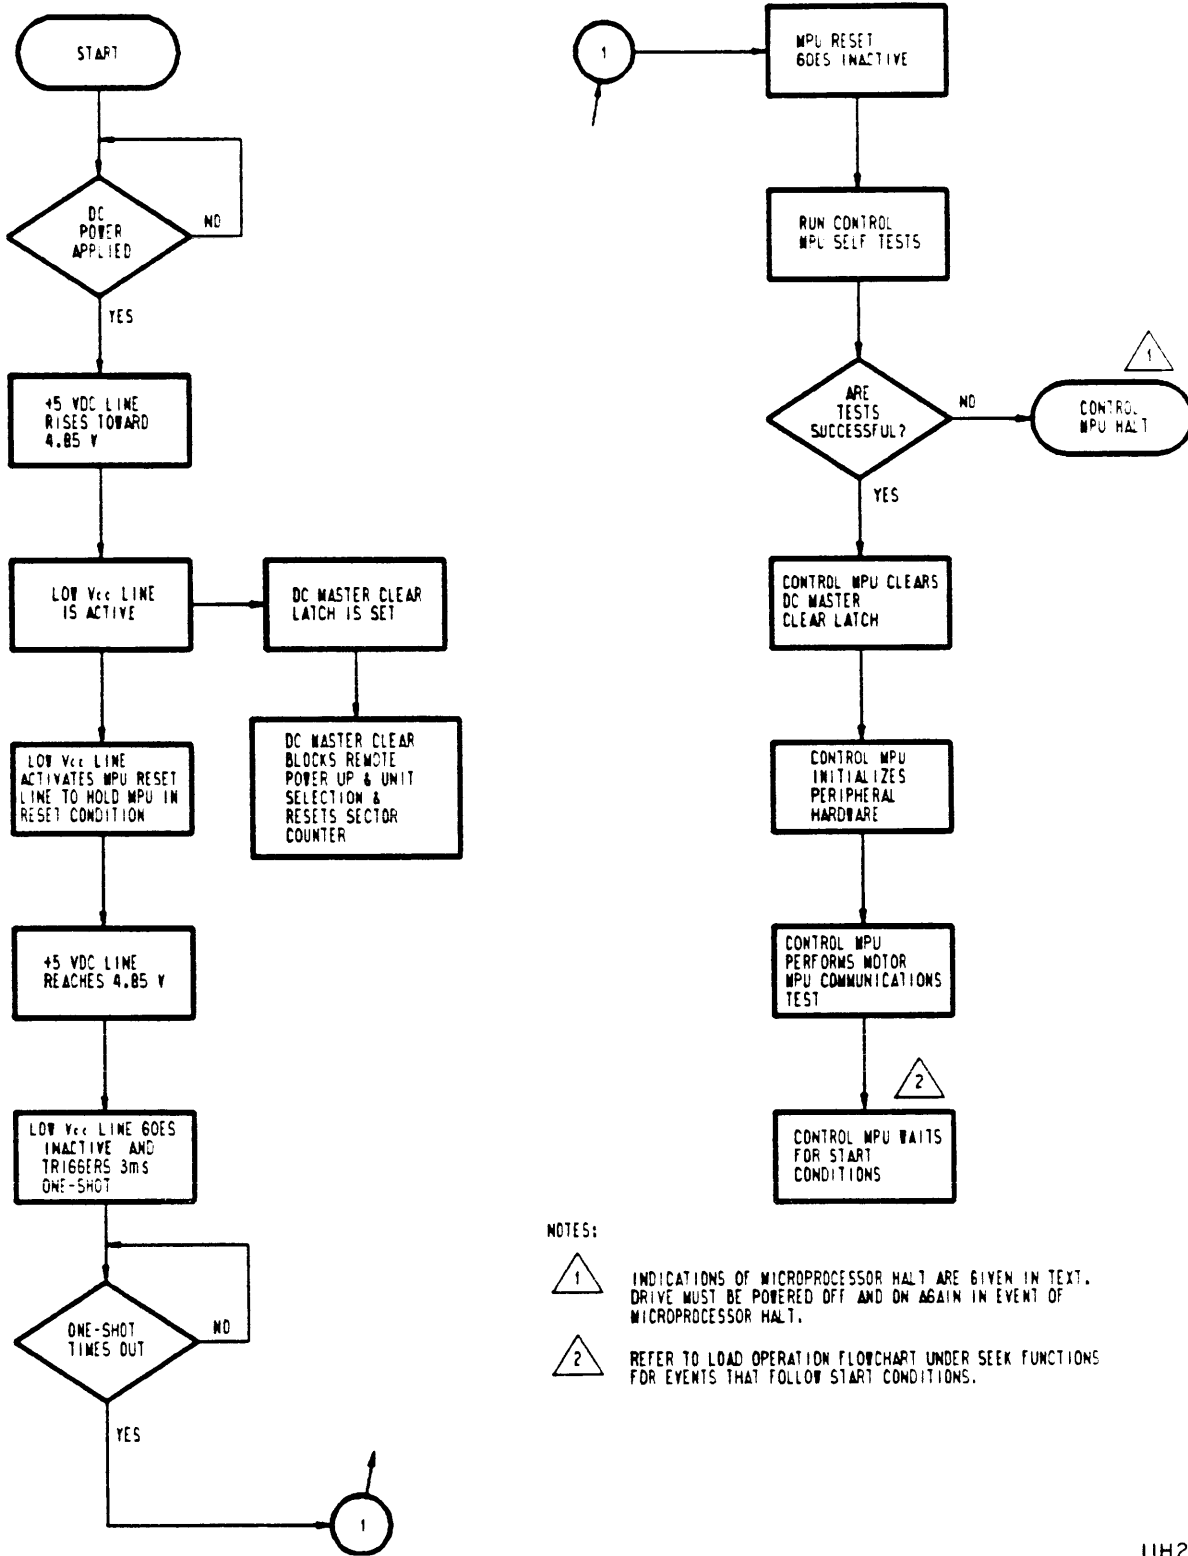 START
DC
POWER
APPLIED
NO
YES
+5 VDC LINE
RISES TOWARD
4.85 V
LOW Vcc LINE
IS ACTIVE
DC MASTER CLEAR
LATCH IS SET
DC MASTER CLEAR
BLOCKS REMOTE
POWER UP & UNIT
SELECTION &
RESETS SECTOR
COUNTER
LOW Vcc LINE
ACTIVATES MPU RESET
LINE TO HOLD MPU IN
RESET CONDITION
+5 VDC LINE
REACHES 4.85 V
LOW Vcc LINE GOES
INACTIVE AND
TRIGGERS 3ms
ONE-SHOT
ONE-SHOT
TIMES OUT
NO
YES
1
1
MPU RESET
GOES INACTIVE
RUN CONTROL
MPU SELF TESTS
ARE
TESTS
SUCCESSFUL?
NO
1
CONTROL
MPU HALT
YES
CONTROL MPU CLEARS
DC MASTER
CLEAR LATCH
CONTROL MPU
INITIALIZES
PERIPHERAL
HARDWARE
CONTROL MPU
PERFORMS MOTOR
MPU COMMUNICATIONS
TEST
2
CONTROL MPU WAITS
FOR START
CONDITIONS
NOTES:
1 INDICATIONS OF MICROPROCESSOR HALT ARE GIVEN IN TEXT.
DRIVE MUST BE POWERED OFF AND ON AGAIN IN EVENT OF
MICROPROCESSOR HALT.
2 REFER TO LOAD OPERATION FLOWCHART UNDER SEEK FUNCTIONS
FOR EVENTS THAT FOLLOW START CONDITIONS.